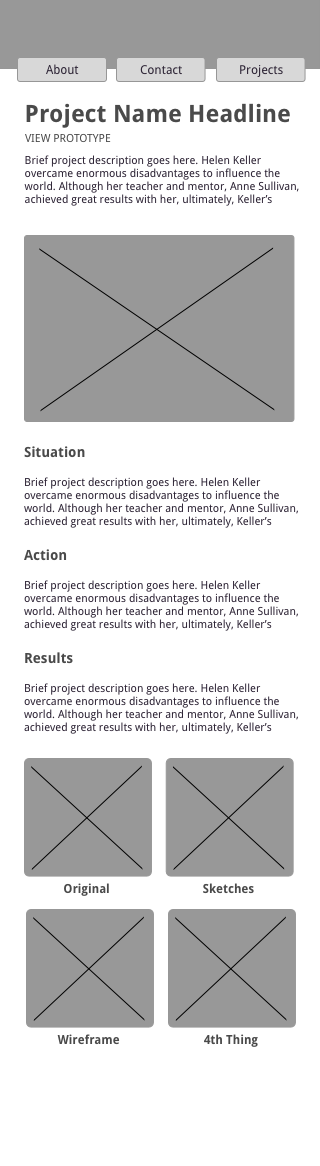 About Contact Projects
Project Name Headline
VIEW PROTOTYPE
Brief project description goes here. Helen Keller
overcame enormous disadvantages to influence the
world. Although her teacher and mentor, Anne Sullivan,
achieved great results with her, ultimately, Keller's
Situation
Brief project description goes here. Helen Keller
overcame enormous disadvantages to influence the
world. Although her teacher and mentor, Anne Sullivan,
achieved great results with her, ultimately, Keller's
Action
Brief project description goes here. Helen Keller
overcame enormous disadvantages to influence the
world. Although her teacher and mentor, Anne Sullivan,
achieved great results with her, ultimately, Keller's
Results
Brief project description goes here. Helen Keller
overcame enormous disadvantages to influence the
world. Although her teacher and mentor, Anne Sullivan,
achieved great results with her, ultimately, Keller's
Original Sketches
Wireframe 4th Thing